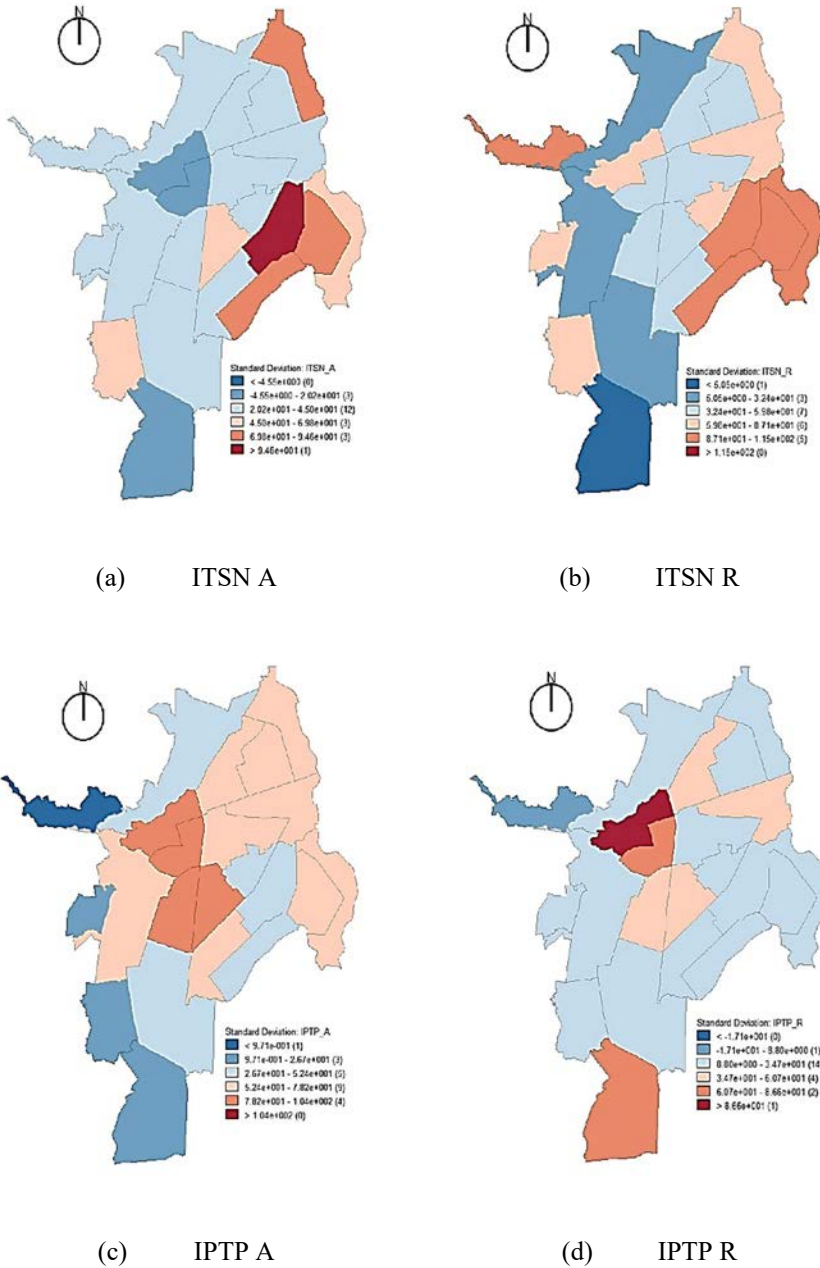 N
N
Standard Deviation: ITSN_A
< -4.55e+000 (0)
-4.55e+000 - 2.02e+001 (3)
2.02e+001 - 4.50e+001 (12)
4.50e+001 - 6.98e+001 (3)
6.98e+001 - 9.46e+001 (3)
> 9.46e+001 (1)
Standard Deviation: ITSN_R
< 5.05e+000 (1)
5.05e+000 - 3.24e+001 (3)
3.24e+001 - 5.98e+001 (7)
5.98e+001 - 8.71e+001 (6)
8.71e+001 - 1.15e+002 (5)
> 1.15e+002 (0)
(a) ITSN A
(b) ITSN R
N
N
Standard Deviation: IPTP_A
< 9.71e-001 (1)
9.71e-001 - 2.67e+001 (3)
2.67e+001 - 5.24e+001 (5)
5.24e+001 - 7.82e+001 (9)
7.82e+001 - 1.04e+002 (4)
> 1.04e+002 (0)
Standard Deviation: IPTP_R
< -1.71e+001 (0)
-1.71e+001 - 8.80e+000 (1)
8.80e+000 - 3.47e+001 (14)
3.47e+001 - 6.07e+001 (4)
6.07e+001 - 8.66e+001 (2)
> 8.66e+001 (1)
(c) IPTP A
(d) IPTP R